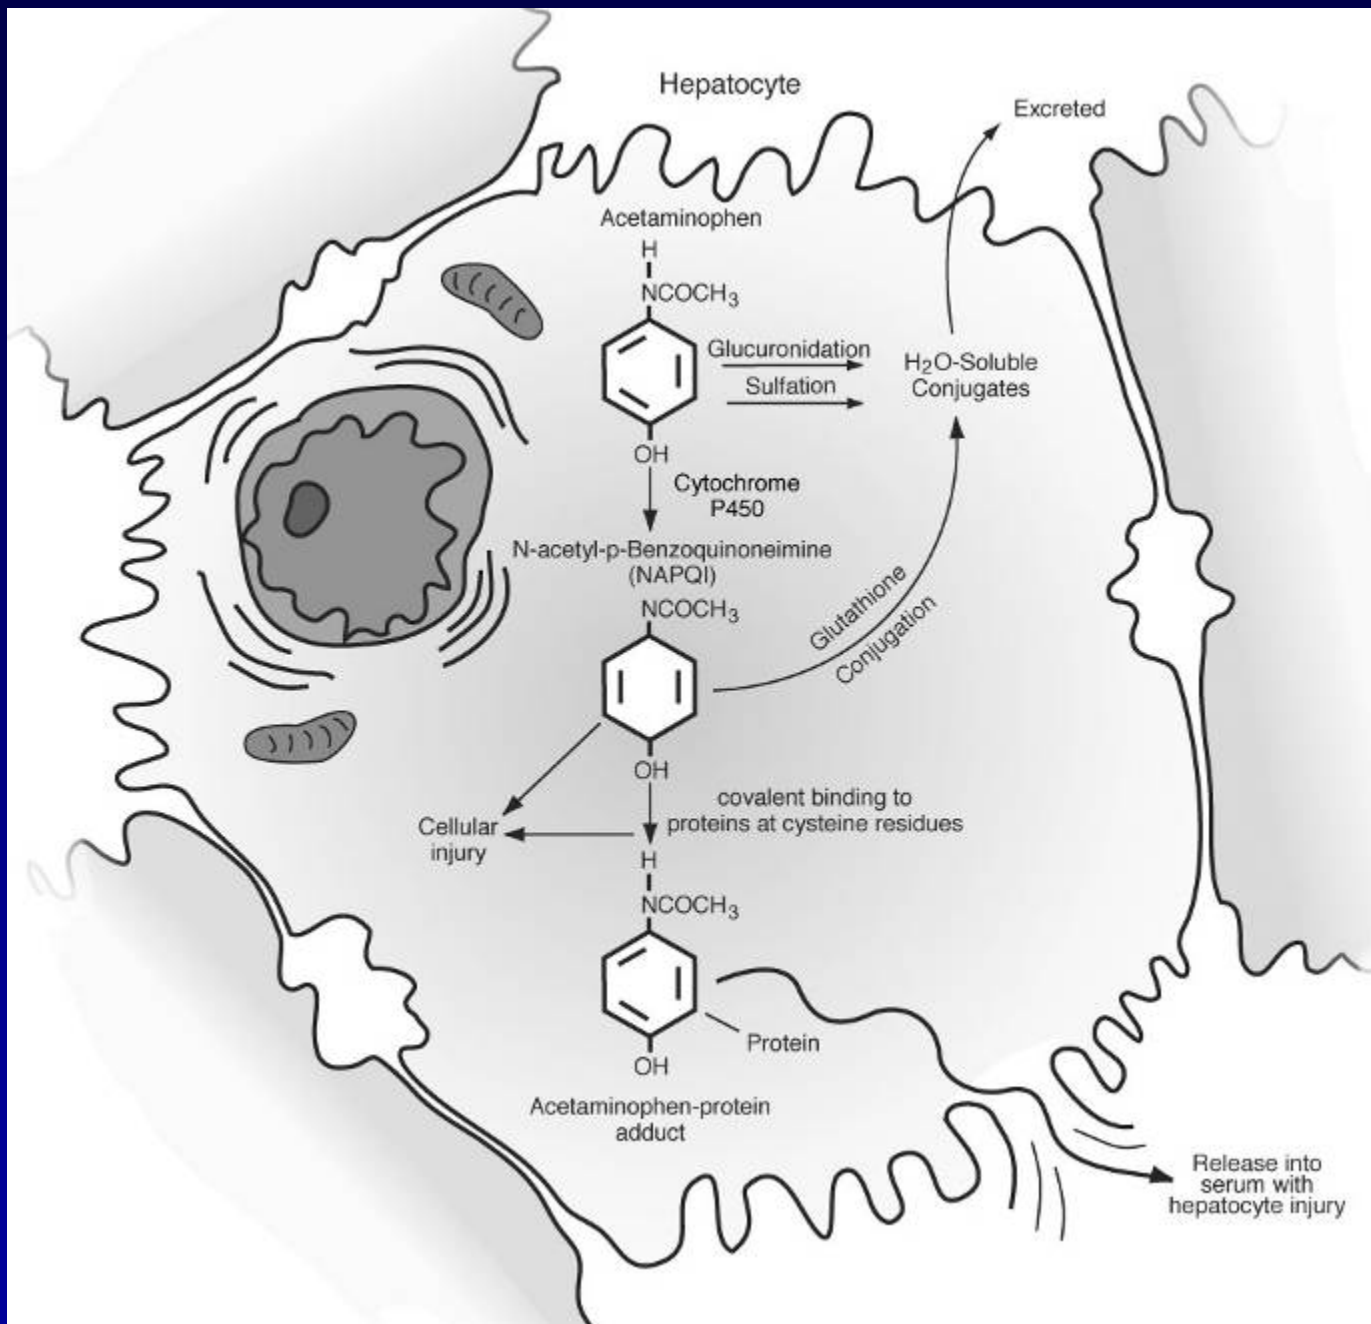 Hepatocyte
Excreted
Acetaminophen
H
NCOCH3
Glucuronidation
Sulfation
H2O-Soluble
Conjugates
OH
Cytochrome
P450
N-acetyl-p-Benzoquinoneimine
(NAPQI)
NCOCH3
Glutathione
Conjugation
OH
covalent binding to
proteins at cysteine residues
Cellular
injury
H
NCOCH3
Protein
OH
Acetaminophen-protein
adduct
Release into
serum with
hepatocyte injury